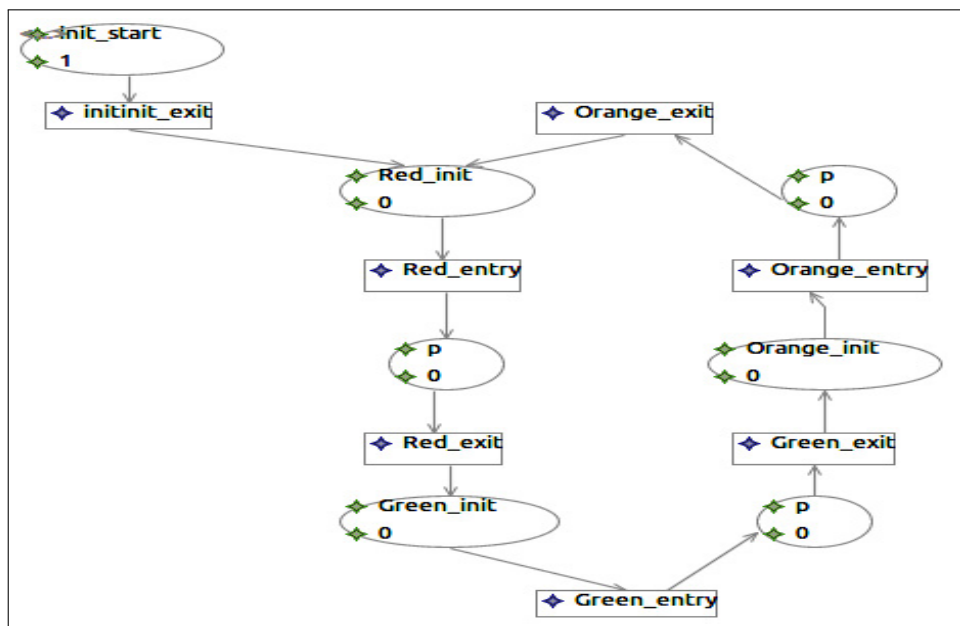 init_start
1
initinit_exit
Orange_exit
Red_init
0
p
0
Red_entry
Orange_entry
p
0
Orange_init
0
Red_exit
Green_exit
Green_init
0
p
0
Green_entry